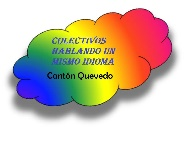 COLECTIVOS
HABLANDO UN
MISMO IDIOMA
Cantón Quevedo